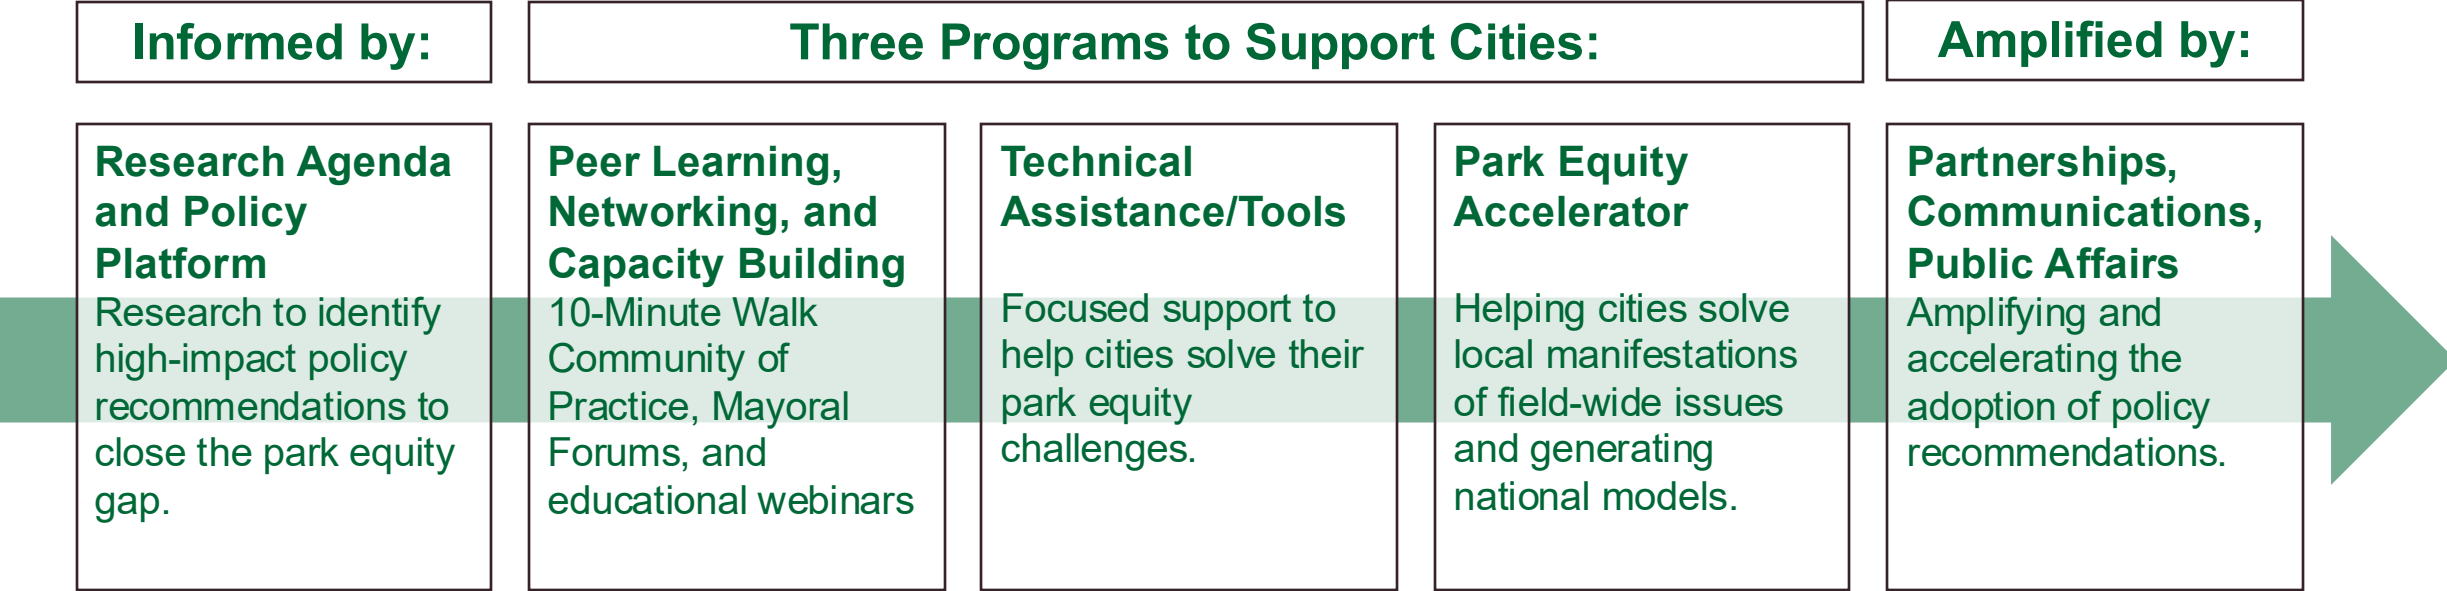 Informed by:
Three Programs to Support Cities:
Amplified by:
Research Agenda
and Policy
Platform
Research to identify
high-impact policy
recommendations to
close the park equity
gap.
Peer Learning,
Networking, and
Capacity Building
10-Minute Walk
Community of
Practice, Mayoral
Forums, and
educational webinars
Technical
Assistance/Tools
Focused support to
help cities solve their
park equity
challenges.
Park Equity
Accelerator
Helping cities solve
local manifestations
of field-wide issues
and generating
national models.
Partnerships,
Communications,
Public Affairs
Amplifying and
accelerating the
adoption of policy
recommendations.